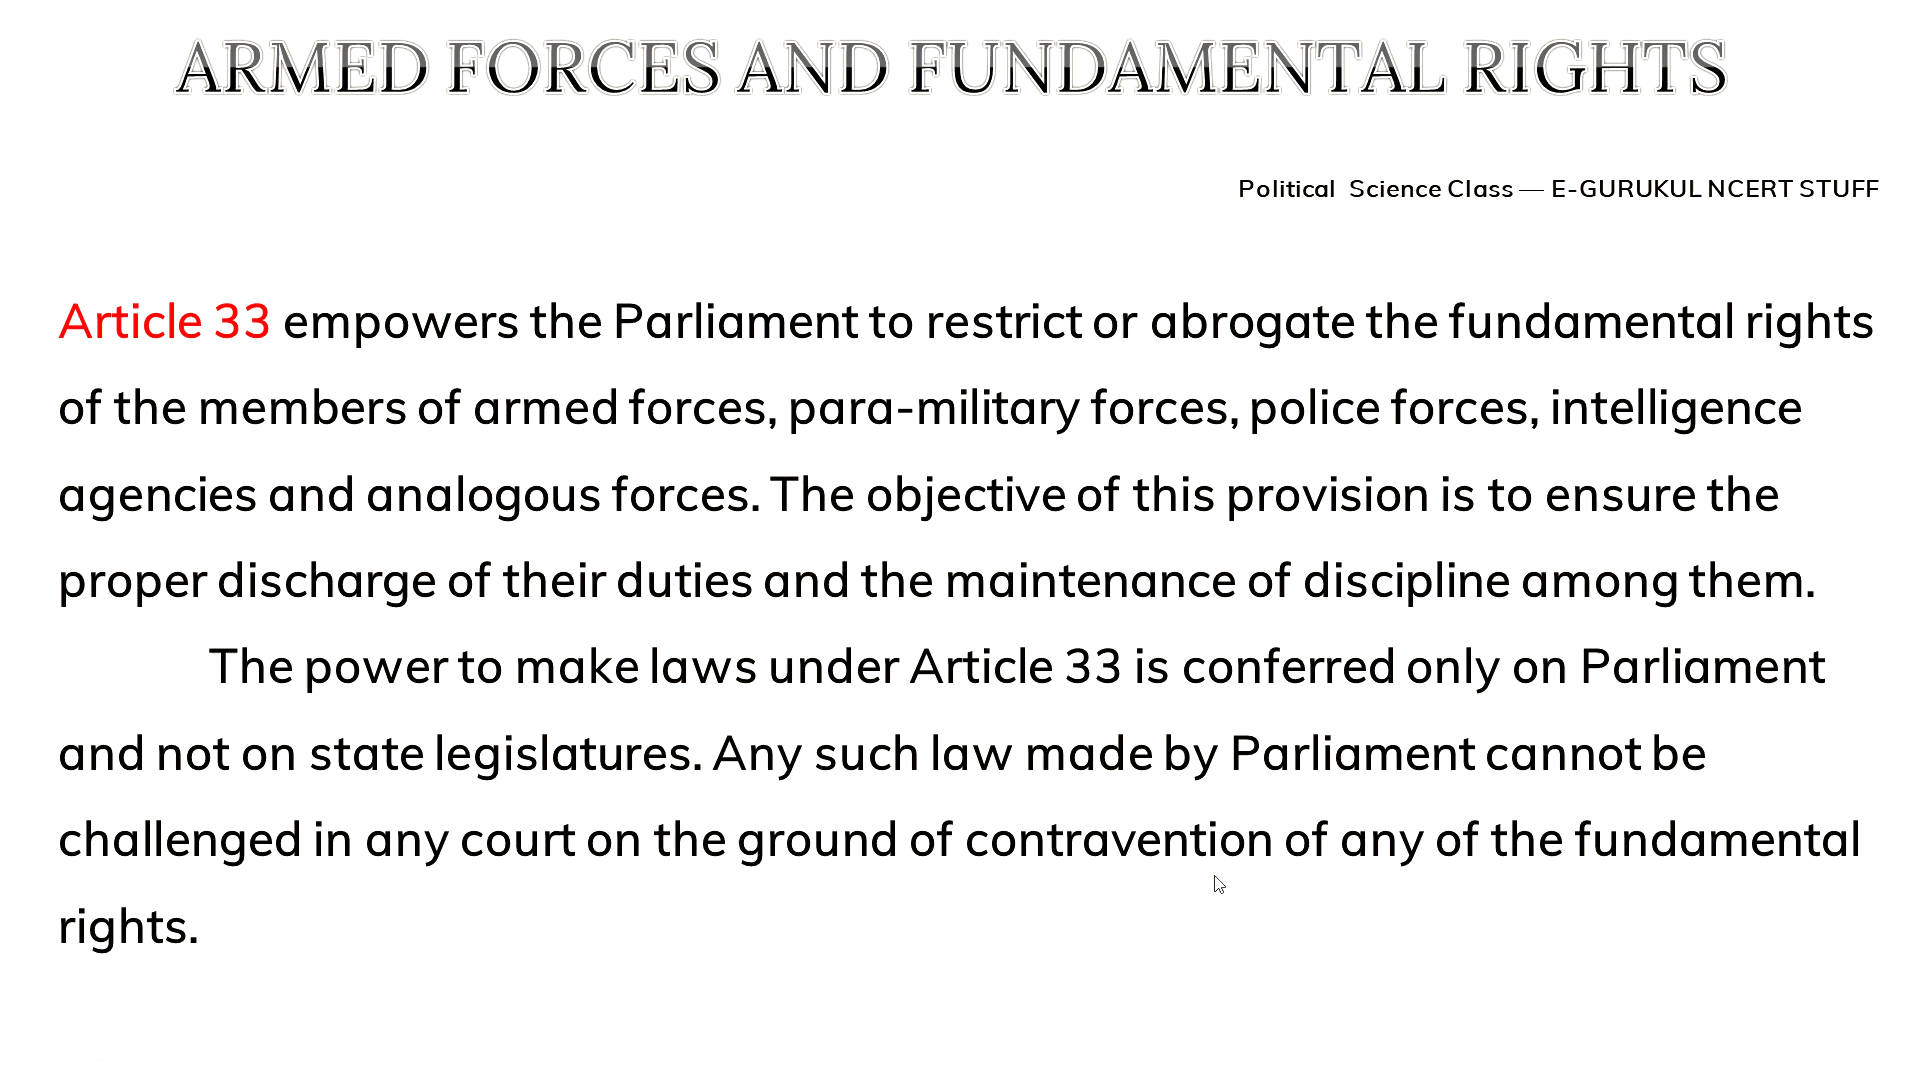 ARMED FORCES AND FUNDAMENTAL RIGHTS
Political Science Class — E-GURUKUL NCERT STUFF
Article 33 empowers the Parliament to restrict or abrogate the fundamental rights
of the members of armed forces, para-military forces, police forces, intelligence
agencies and analogous forces. The objective of this provision is to ensure the
proper discharge of their duties and the maintenance of discipline among them.
The power to make laws under Article 33 is conferred only on Parliament
and not on state legislatures. Any such law made by Parliament cannot be
challenged in any court on the ground of contravention of any of the fundamental
rights.